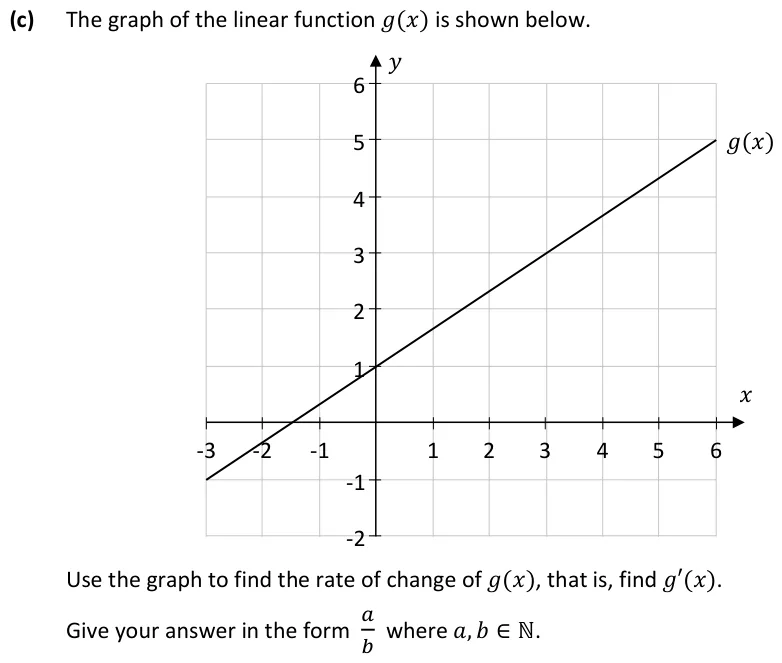 (c) The graph of the linear function g(x) is shown below.
y
6
5
g(x)
4
3
2
1
x
-3 -2 -1 1 2 3 4 5 6
-1
-2
Use the graph to find the rate of change of g(x), that is, find g′(x).
Give your answer in the form a/b where a, b ∈ ℕ.